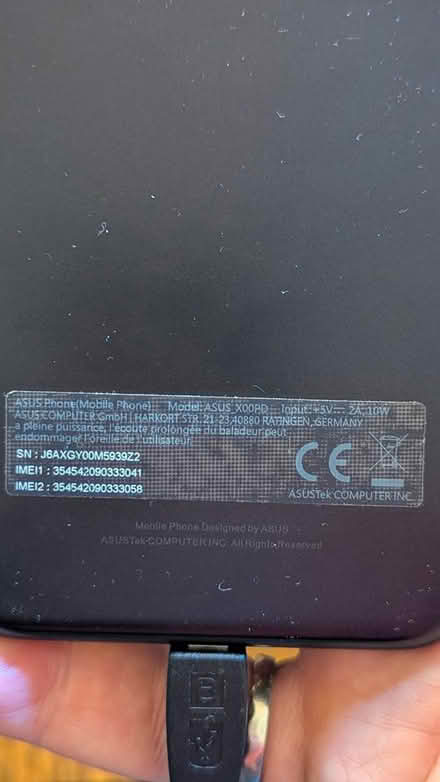 ASUS Phone(Mobile Phone) Model: ASUS_X00PD Input: +5V⎓ 2A, 10W
ASUS COMPUTER GmbH | HARKORT STR. 21-23,40880 RATINGEN,GERMANY
a pleine puissance, l'écoute prolongée du baladeur peut
endommager l'oreille de l'utilisateur.
SN : J6AXGY00M5939Z2
IMEI1 : 354542090333041
IMEI2 : 354542090333058
CE
ASUSTek COMPUTER INC.
Mobile Phone Designed by ASUS
ASUSTek COMPUTER INC. All Rights Reserved
B